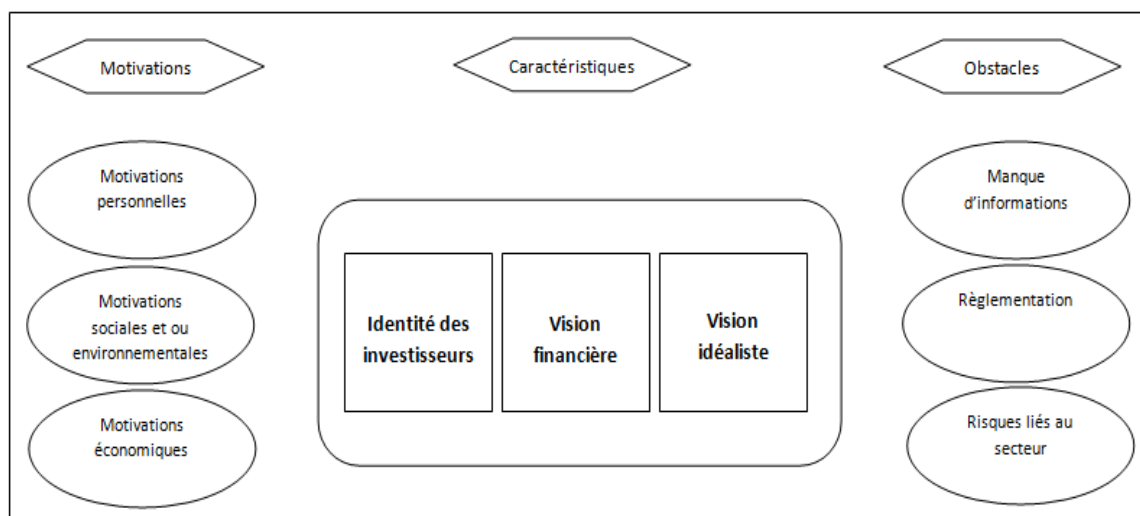 Motivations
Caractéristiques
Obstacles
Motivations
personnelles
Motivations
sociales et ou
environnementales
Motivations
économiques
Identité des
investisseurs
Vision
financière
Vision
idéaliste
Manque
d'informations
Règlementation
Risques liés au
secteur